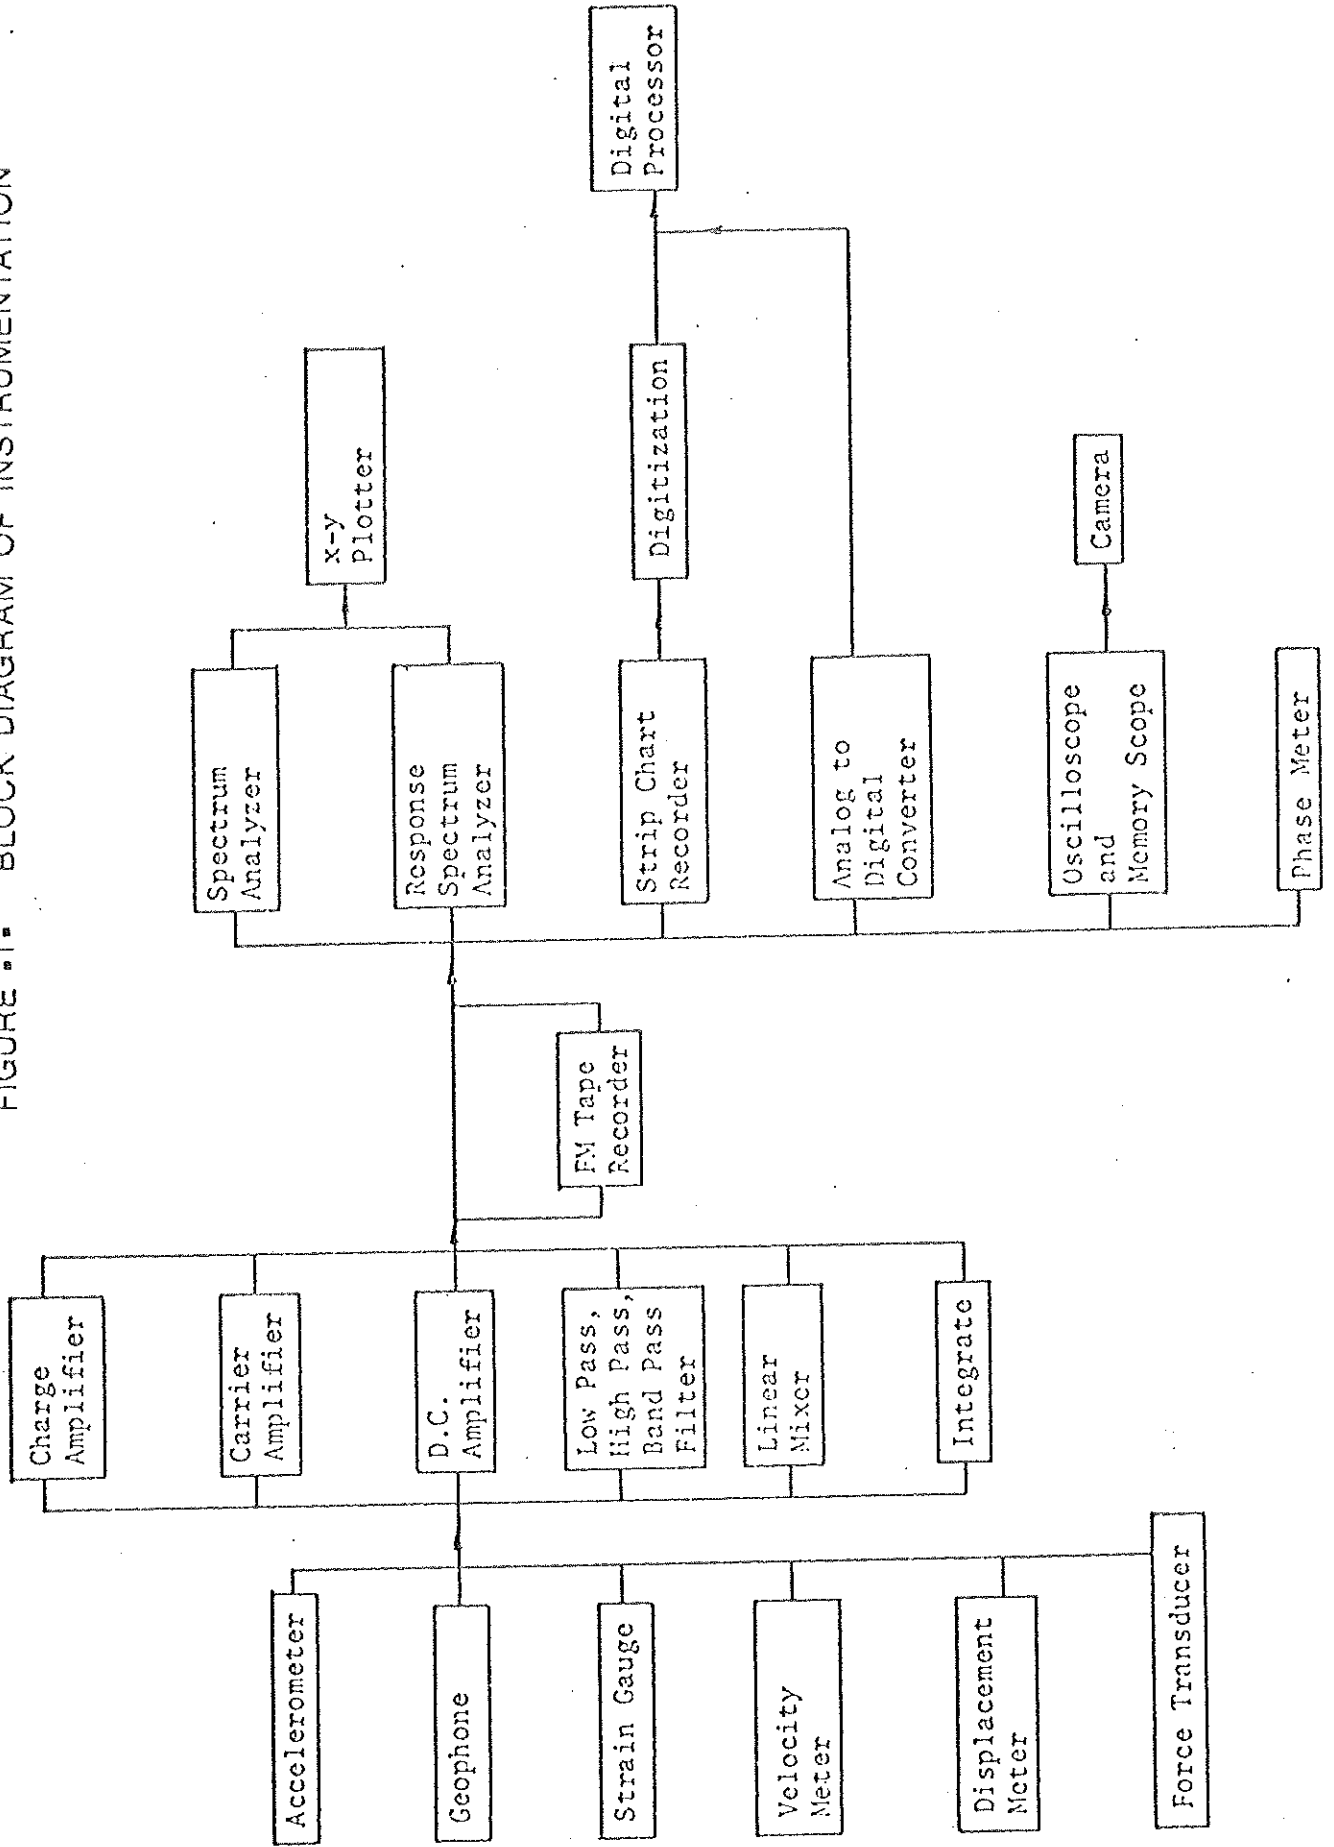 FIGURE .1. BLOCK DIAGRAM OF INSTRUMENTATION
Accelerometer
Geophone
Strain Gauge
Velocity
Meter
Displacement
Meter
Force Transducer
Charge
Amplifier
Carrier
Amplifier
D.C.
Amplifier
Low Pass,
High Pass,
Band Pass
Filter
Linear
Mixer
Integrate
FM Tape
Recorder
Spectrum
Analyzer
Response
Spectrum
Analyzer
Strip Chart
Recorder
Analog to
Digital
Converter
Oscilloscope
and
Memory Scope
Phase Meter
x-y
Plotter
Digitization
Camera
Digital
Processor